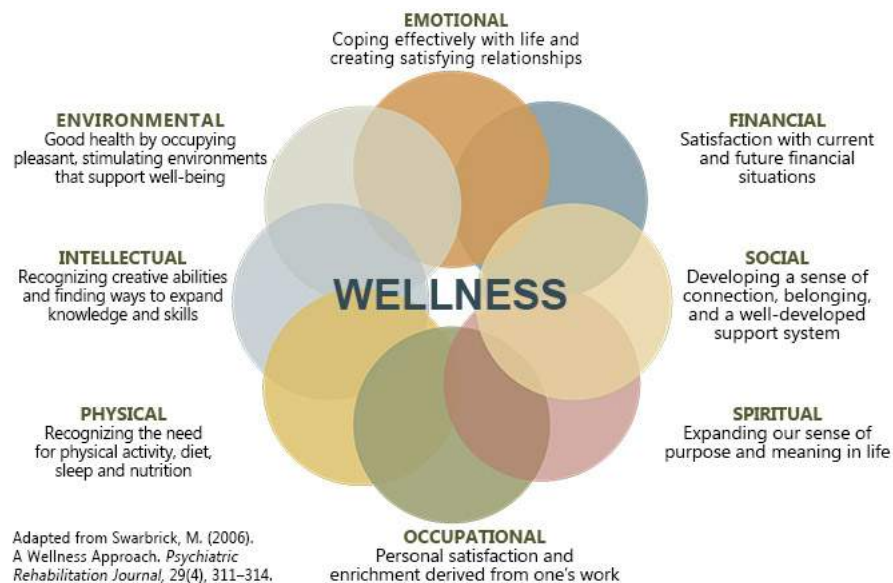 EMOTIONAL
Coping effectively with life and
creating satisfying relationships
ENVIRONMENTAL
Good health by occupying
pleasant, stimulating environments
that support well-being
FINANCIAL
Satisfaction with current
and future financial
situations
INTELLECTUAL
Recognizing creative abilities
and finding ways to expand
knowledge and skills
WELLNESS
SOCIAL
Developing a sense of
connection, belonging,
and a well-developed
support system
PHYSICAL
Recognizing the need
for physical activity, diet,
sleep and nutrition
SPIRITUAL
Expanding our sense of
purpose and meaning in life
OCCUPATIONAL
Personal satisfaction and
enrichment derived from one's work
Adapted from Swarbrick, M. (2006).
A Wellness Approach. Psychiatric
Rehabilitation Journal, 29(4), 311–314.